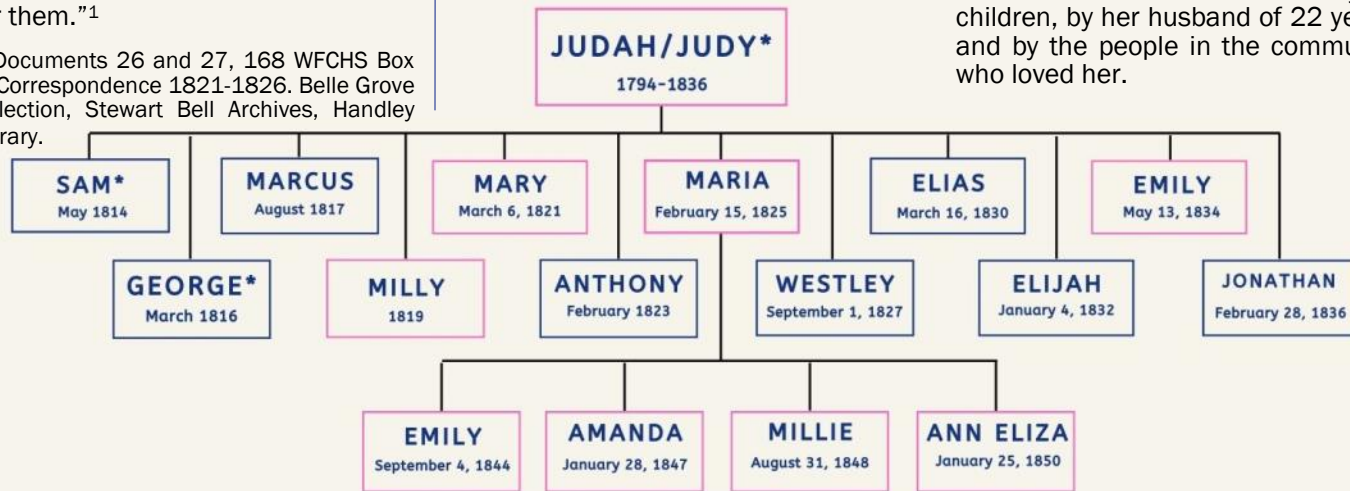 them.”1
Documents 26 and 27, 168 WFCHS Box
Correspondence 1821-1826. Belle Grove
Stewart Bell Archives, Handley
children, by her husband of 22
and by the people in the
who loved her.
JUDAH/JUDY*
1794-1836
SAM*
May 1814
MARCUS
August 1817
MARY
March 6, 1821
MARIA
February 15, 1825
ELIAS
March 16, 1830
EMILY
May 13, 1834
GEORGE*
March 1816
MILLY
1819
ANTHONY
February 1823
WESTLEY
September 1, 1827
ELIJAH
January 4, 1832
JONATHAN
February 28, 1836
EMILY
September 4, 1844
AMANDA
January 28, 1847
MILLIE
August 31, 1848
ANN ELIZA
January 25, 1850